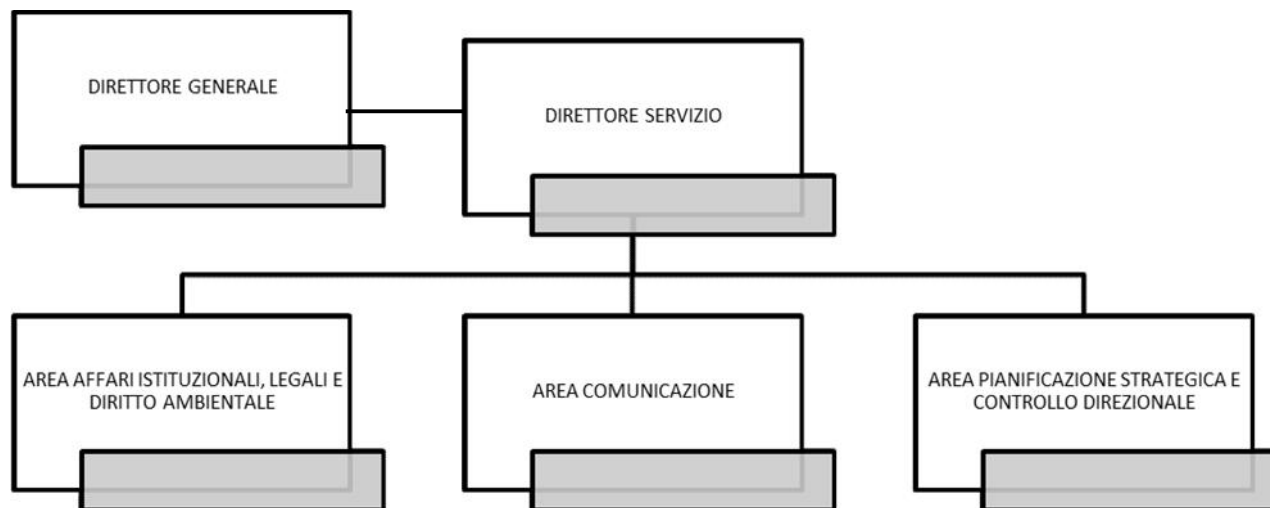 DIRETTORE GENERALE
DIRETTORE SERVIZIO
AREA AFFARI ISTITUZIONALI, LEGALI E
DIRITTO AMBIENTALE
AREA COMUNICAZIONE
AREA PIANIFICAZIONE STRATEGICA E
CONTROLLO DIREZIONALE